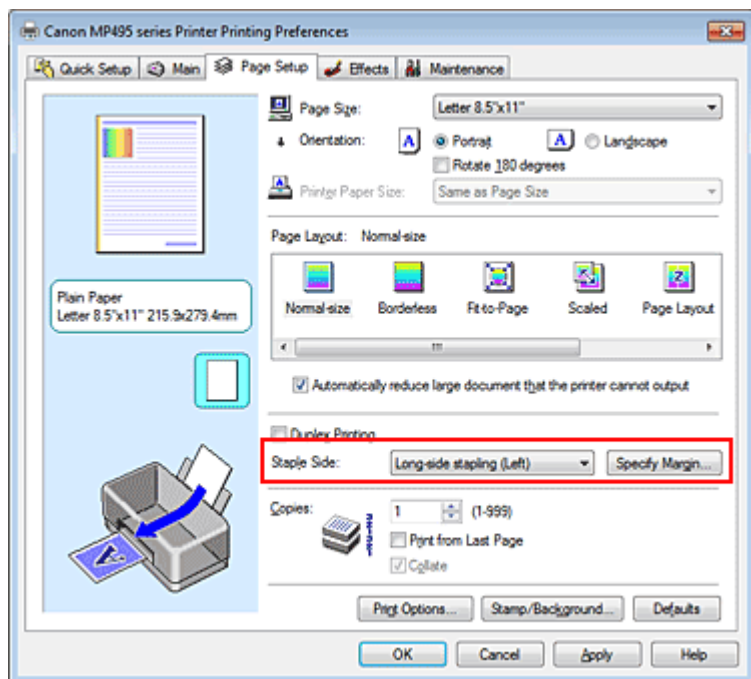 Canon MP495 series Printer Printing Preferences
Quick Setup Main Page Setup Effects Maintenance
Page Size: Letter 8.5"x11"
Orientation: A Portrait A Landscape
Rotate 180 degrees
Printer Paper Size: Same as Page Size
Page Layout: Normal-size
Normal-size Borderless Fit-to-Page Scaled Page Layout
Plain Paper
Letter 8.5"x11" 215.9x279.4mm
Automatically reduce large document that the printer cannot output
Duplex Printing
Staple Side: Long-side stapling (Left) Specify Margin...
Copies: 1 (1-999)
Print from Last Page
Collate
Print Options... Stamp/Background... Defaults
OK Cancel Apply Help